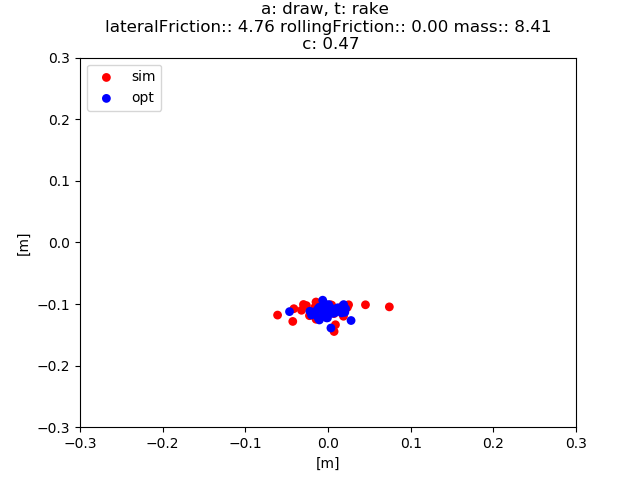 a: draw, t: rake
lateralFriction:: 4.76 rollingFriction:: 0.00 mass:: 8.41
c: 0.47
sim
opt
0.3
0.2
0.1
0.0
−0.1
−0.2
−0.3
[m]
−0.3 −0.2 −0.1 0.0 0.1 0.2 0.3
[m]